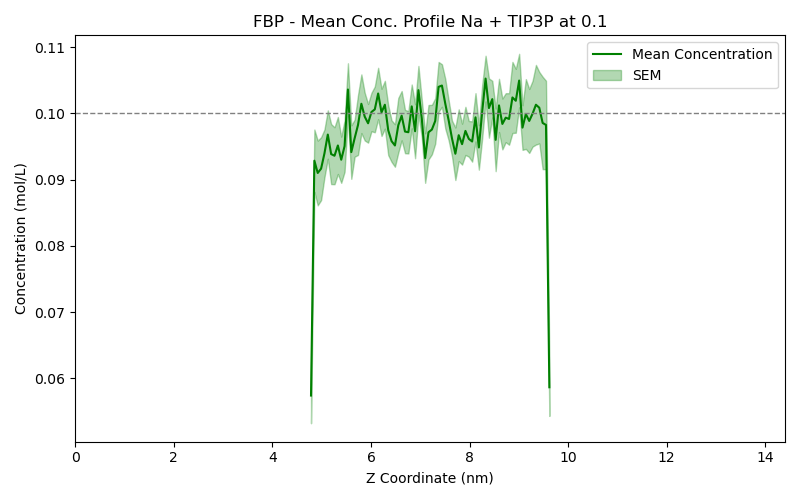 FBP - Mean Conc. Profile Na + TIP3P at 0.1
Mean Concentration
SEM
Concentration (mol/L)
0.11
0.10
0.09
0.08
0.07
0.06
0 2 4 6 8 10 12 14
Z Coordinate (nm)